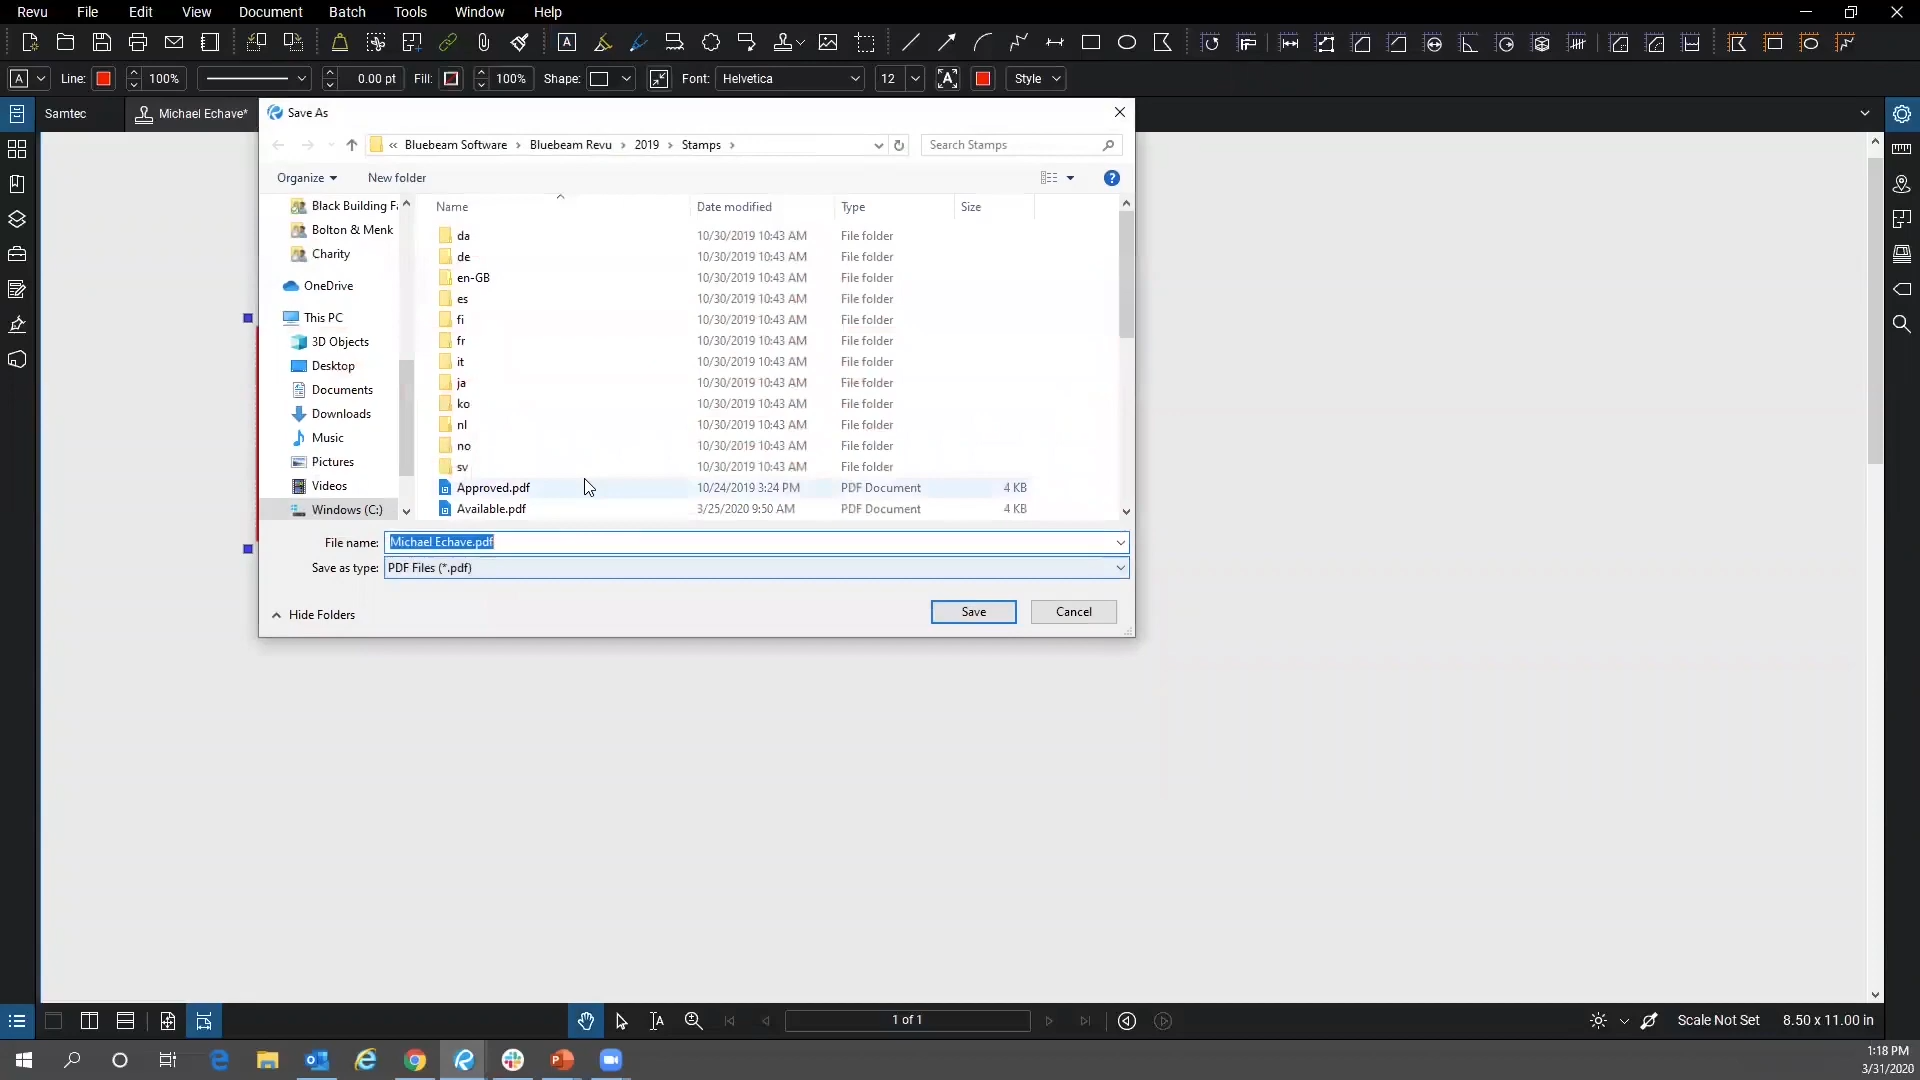 Revu File Edit View Document Batch Tools Window Help
Line: 100% 0.00 pt Fill: 100% Shape: Font: Helvetica 12 Style
Samtec Michael Echave*
Save As
« Bluebeam Software › Bluebeam Revu › 2019 › Stamps ›
Search Stamps
Organize New folder
Name Date modified Type Size
Black Building Fa
Bolton & Menk
Charity
OneDrive
This PC
3D Objects
Desktop
Documents
Downloads
Music
Pictures
Videos
Windows (C:)
da 10/30/2019 10:43 AM File folder
de 10/30/2019 10:43 AM File folder
en-GB 10/30/2019 10:43 AM File folder
es 10/30/2019 10:43 AM File folder
fi 10/30/2019 10:43 AM File folder
fr 10/30/2019 10:43 AM File folder
it 10/30/2019 10:43 AM File folder
ja 10/30/2019 10:43 AM File folder
ko 10/30/2019 10:43 AM File folder
nl 10/30/2019 10:43 AM File folder
no 10/30/2019 10:43 AM File folder
sv 10/30/2019 10:43 AM File folder
Approved.pdf 10/24/2019 3:24 PM PDF Document 4 KB
Available.pdf 3/25/2020 9:50 AM PDF Document 4 KB
File name: Michael Echave.pdf
Save as type: PDF Files (*.pdf)
Hide Folders
Save Cancel
1 of 1
Scale Not Set 8.50 x 11.00 in
1:18 PM
3/31/2020